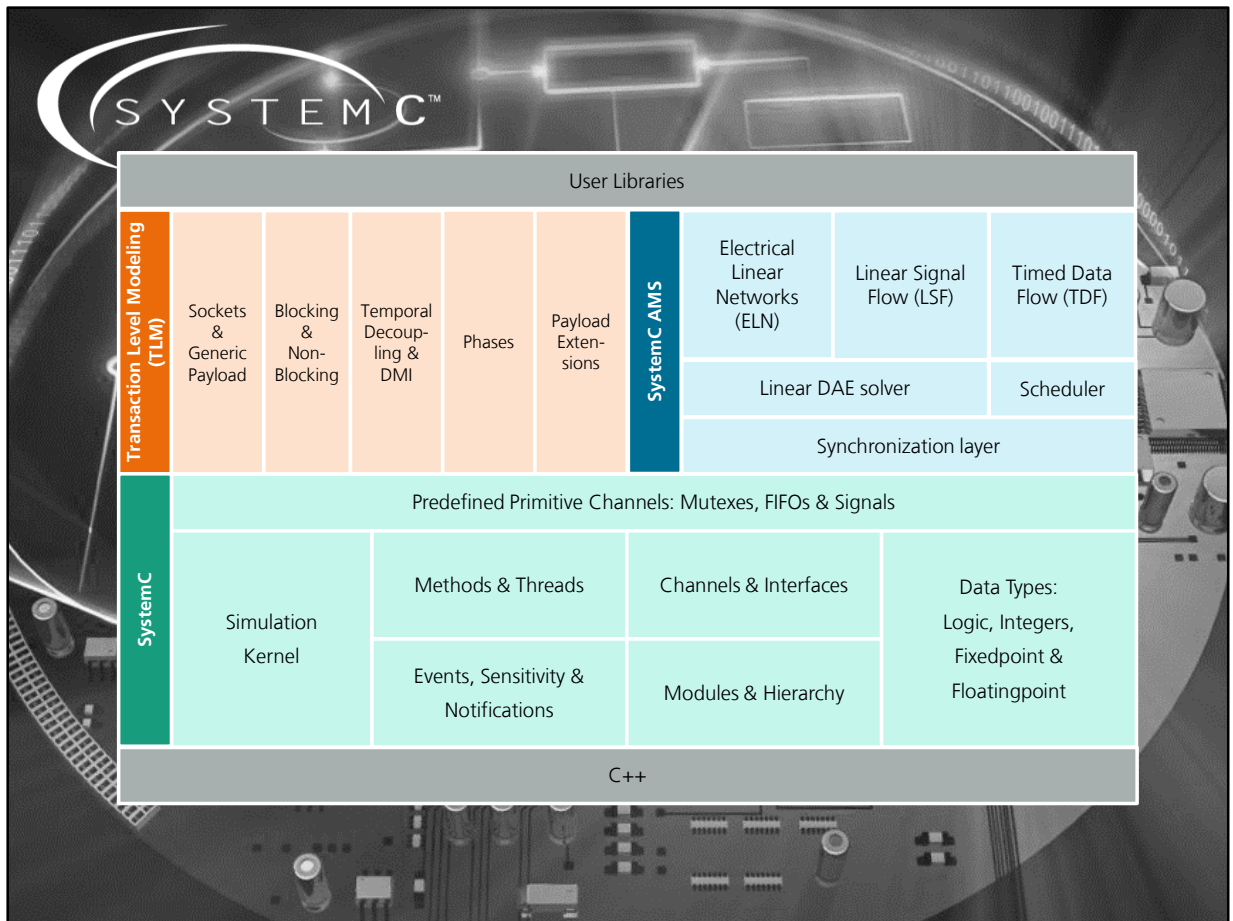 SYSTEM C™
User Libraries
Transaction Level Modeling
(TLM)
Sockets
&
Generic
Payload
Blocking
&
Non-
Blocking
Temporal
Decoup-
ling &
DMI
Phases
Payload
Exten-
sions
SystemC AMS
Electrical
Linear
Networks
(ELN)
Linear Signal
Flow (LSF)
Timed Data
Flow (TDF)
Linear DAE solver
Scheduler
Synchronization layer
SystemC
Predefined Primitive Channels: Mutexes, FIFOs & Signals
Simulation
Kernel
Methods & Threads
Channels & Interfaces
Data Types:
Logic, Integers,
Fixedpoint &
Floatingpoint
Events, Sensitivity &
Notifications
Modules & Hierarchy
C++